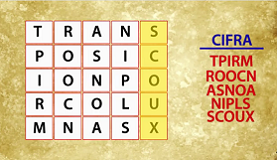 T R A N S
P O S I C
I O N P O
R C O L U
M N A S X
CIFRA
TPIRM
ROOCN
ASNOA
NIPLS
SCOUX